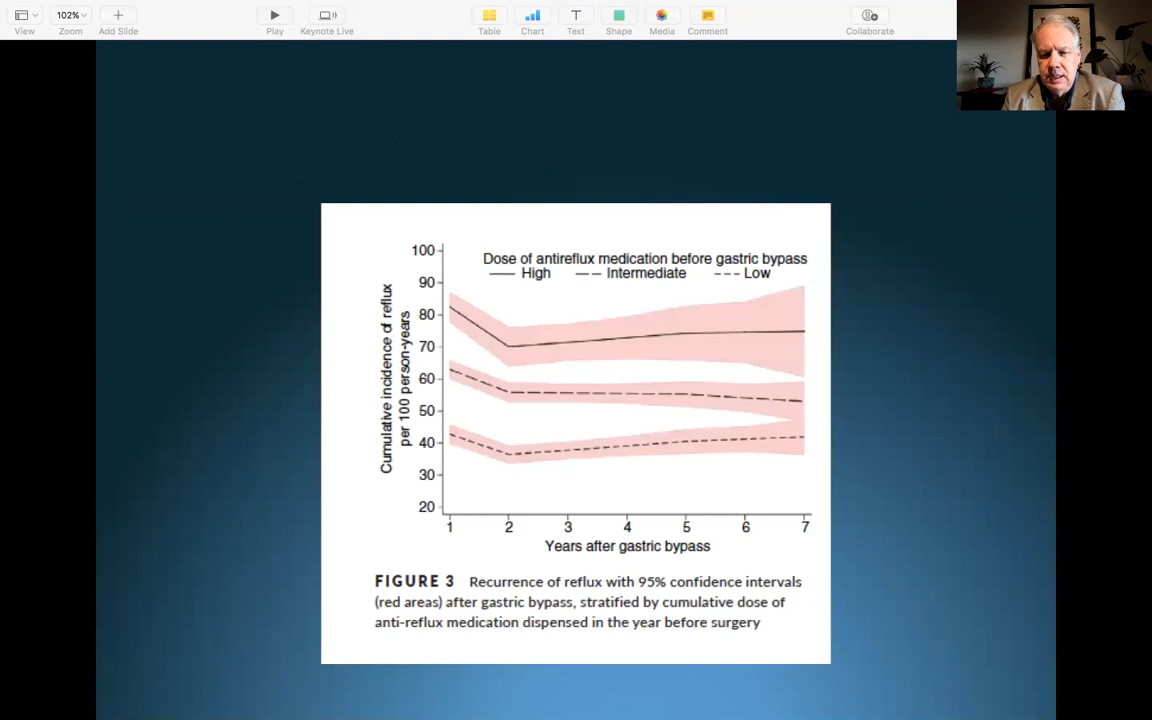 102%
View
Zoom
Add Slide
Play
Keynote Live
Table
Chart
Text
Shape
Media
Comment
Collaborate
Dose of antireflux medication before gastric bypass
High Intermediate Low
Cumulative incidence of reflux
per 100 person-years
100
90
80
70
60
50
40
30
20
1 2 3 4 5 6 7
Years after gastric bypass
FIGURE 3 Recurrence of reflux with 95% confidence intervals
(red areas) after gastric bypass, stratified by cumulative dose of
anti-reflux medication dispensed in the year before surgery